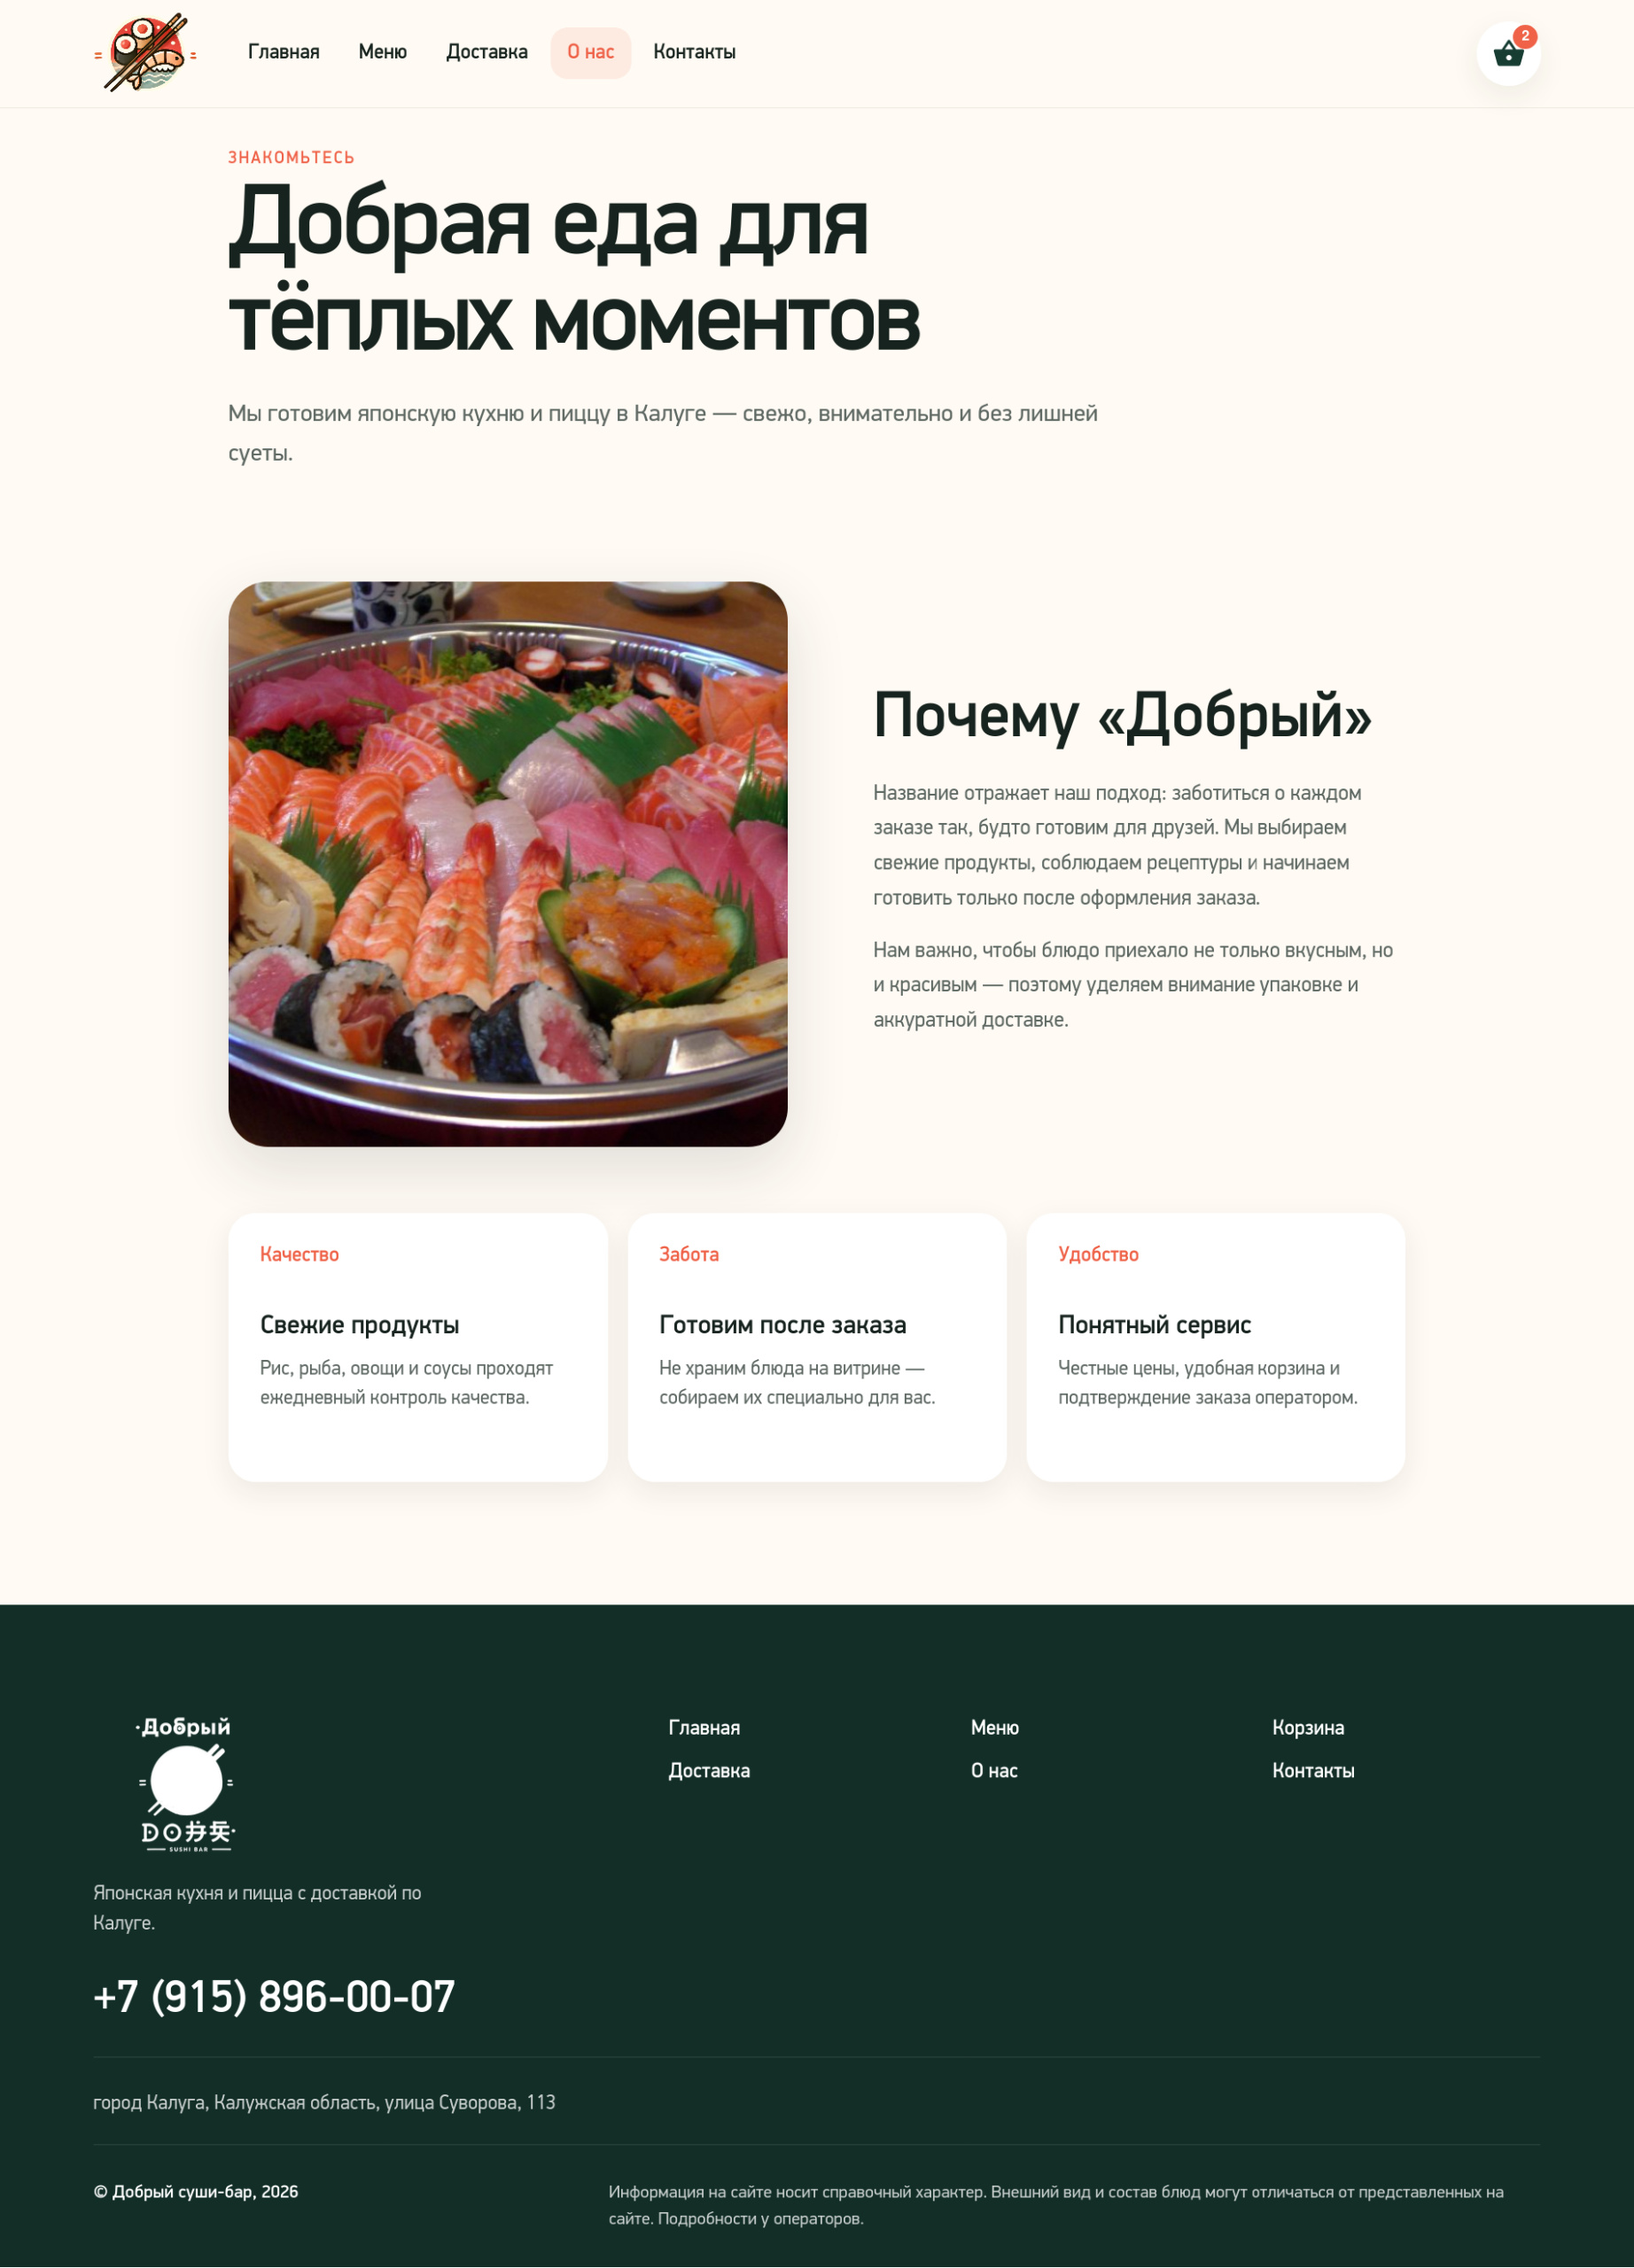 Главная Меню Доставка О нас Контакты 2
ЗНАКОМЬТЕСЬ
Добрая еда для
тёплых моментов
Мы готовим японскую кухню и пиццу в Калуге — свежо, внимательно и без лишней
суеты.
Почему «Добрый»
Название отражает наш подход: заботиться о каждом
заказе так, будто готовим для друзей. Мы выбираем
свежие продукты, соблюдаем рецептуры и начинаем
готовить только после оформления заказа.
Нам важно, чтобы блюдо приехало не только вкусным, но
и красивым — поэтому уделяем внимание упаковке и
аккуратной доставке.
Качество
Свежие продукты
Рис, рыба, овощи и соусы проходят
ежедневный контроль качества.
Забота
Готовим после заказа
Не храним блюда на витрине —
собираем их специально для вас.
Удобство
Понятный сервис
Честные цены, удобная корзина и
подтверждение заказа оператором.
Добрый
SUSHI BAR
Японская кухня и пицца с доставкой по
Калуге.
+7 (915) 896-00-07
Главная Меню Корзина
Доставка О нас Контакты
город Калуга, Калужская область, улица Суворова, 113
© Добрый суши-бар, 2026
Информация на сайте носит справочный характер. Внешний вид и состав блюд могут отличаться от представленных на
сайте. Подробности у операторов.